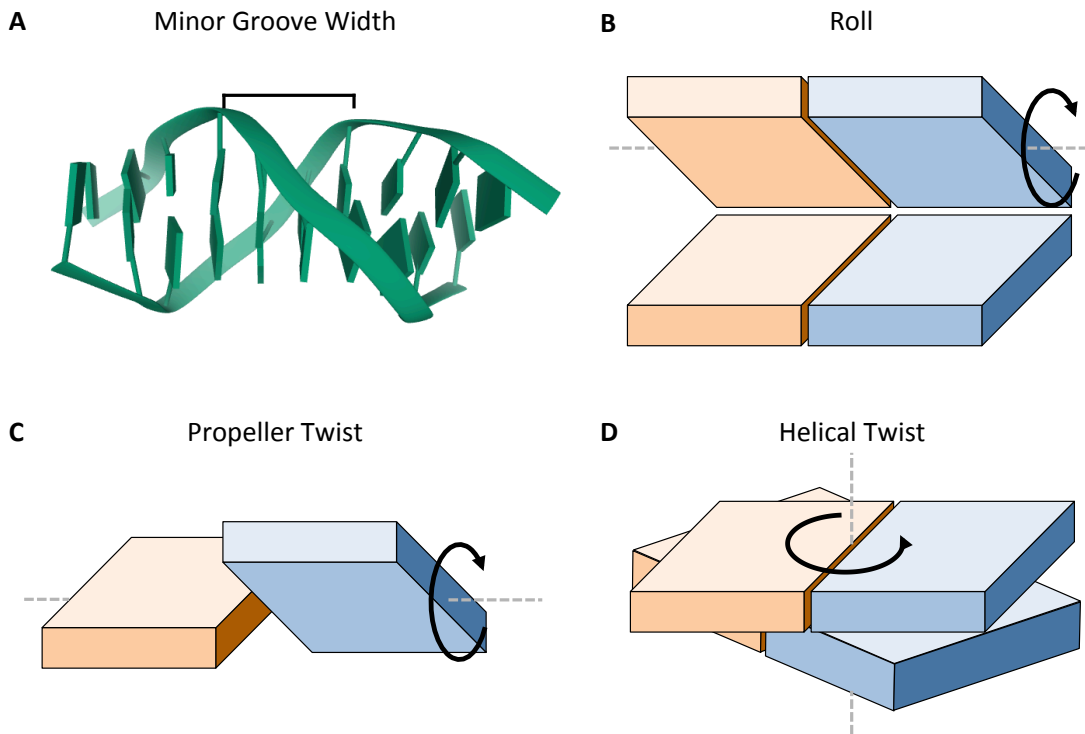 A
Minor Groove Width
B
Roll
C
Propeller Twist
D
Helical Twist